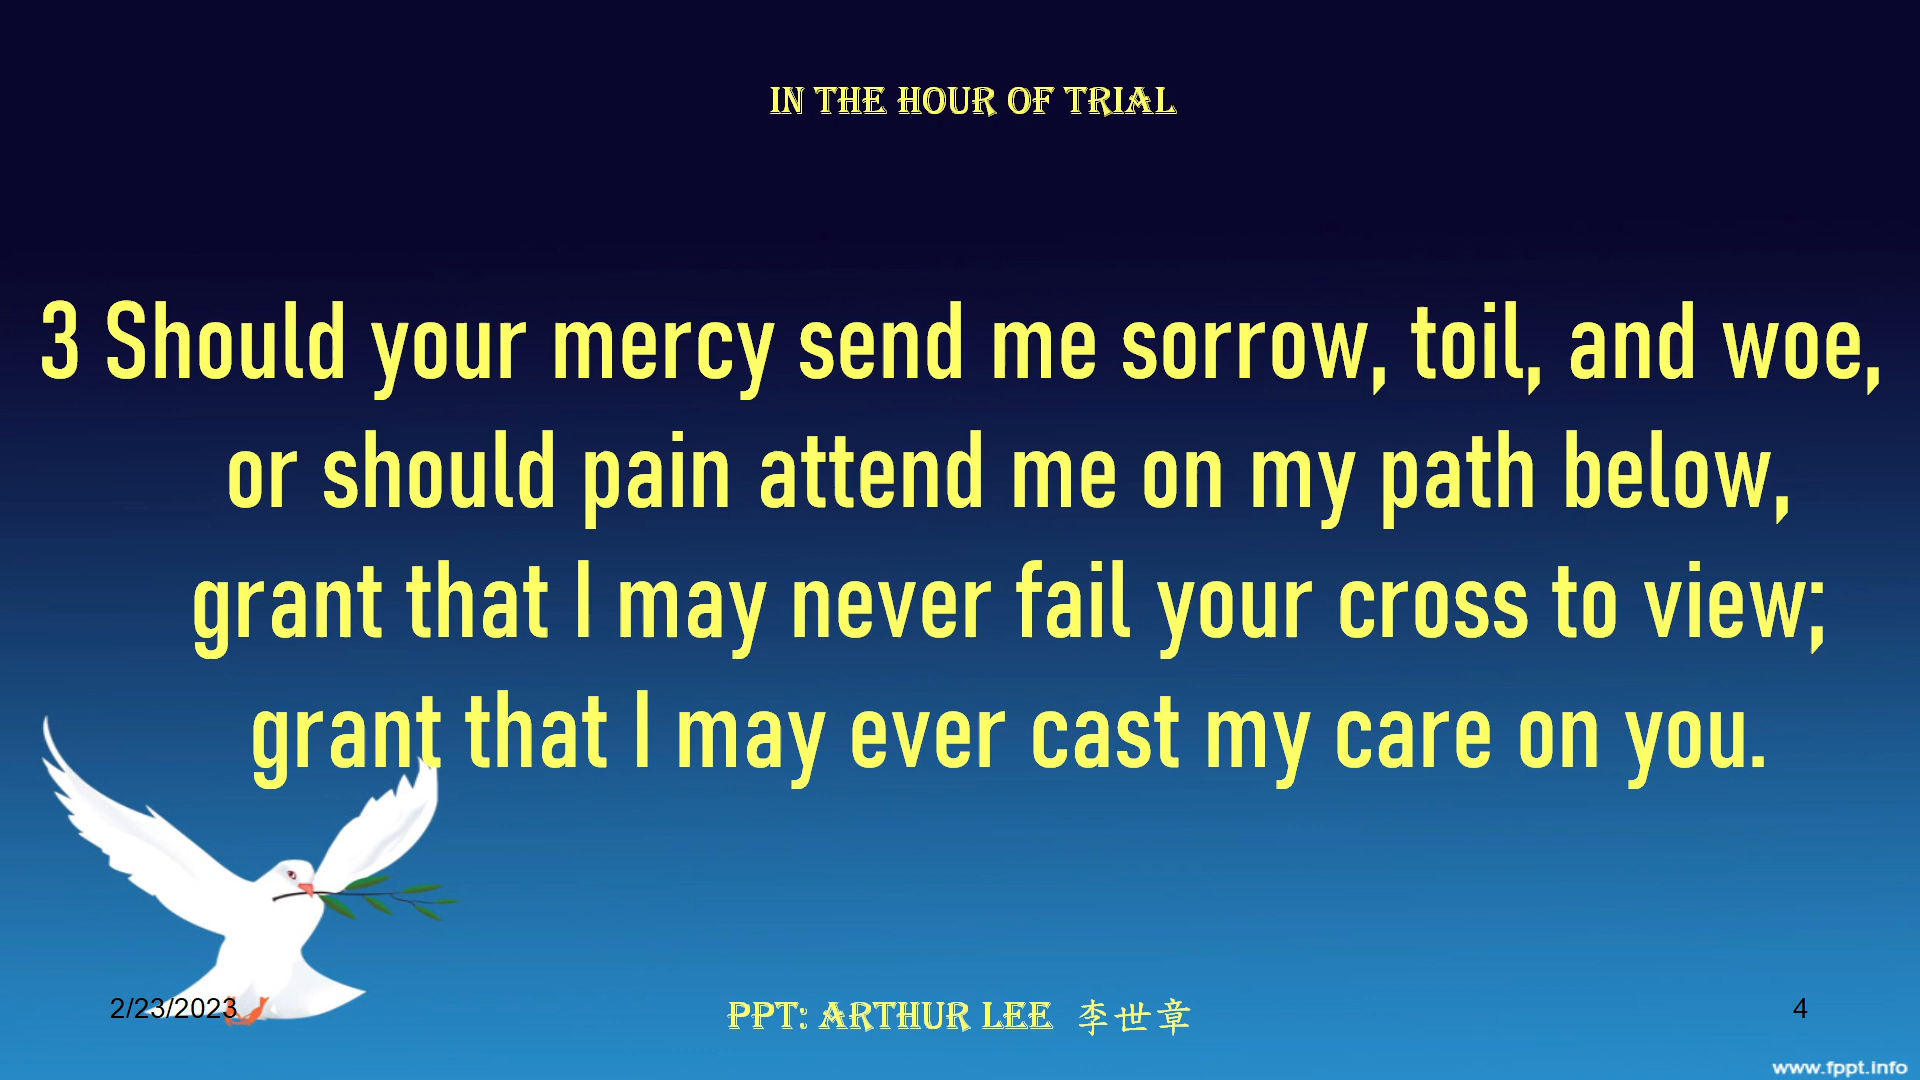 IN THE HOUR OF TRIAL
3 Should your mercy send me sorrow, toil, and woe,
or should pain attend me on my path below,
grant that I may never fail your cross to view;
grant that I may ever cast my care on you.
2/23/2023
PPT: ARTHUR LEE 李世章
4
www.fppt.info